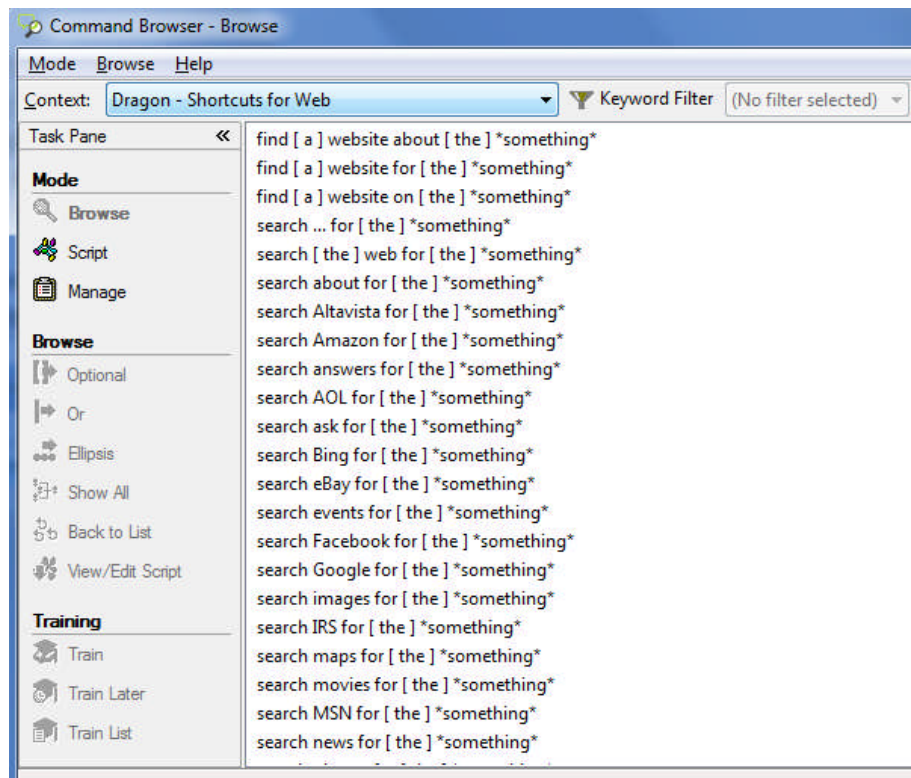 Command Browser - Browse
Mode Browse Help
Context: Dragon - Shortcuts for Web Keyword Filter (No filter selected)
Task Pane «
Mode
Browse
Script
Manage
Browse
Optional
Or
Ellipsis
Show All
Back to List
View/Edit Script
Training
Train
Train Later
Train List
find [ a ] website about [ the ] *something*
find [ a ] website for [ the ] *something*
find [ a ] website on [ the ] *something*
search ... for [ the ] *something*
search [ the ] web for [ the ] *something*
search about for [ the ] *something*
search Altavista for [ the ] *something*
search Amazon for [ the ] *something*
search answers for [ the ] *something*
search AOL for [ the ] *something*
search ask for [ the ] *something*
search Bing for [ the ] *something*
search eBay for [ the ] *something*
search events for [ the ] *something*
search Facebook for [ the ] *something*
search Google for [ the ] *something*
search images for [ the ] *something*
search IRS for [ the ] *something*
search maps for [ the ] *something*
search movies for [ the ] *something*
search MSN for [ the ] *something*
search news for [ the ] *something*